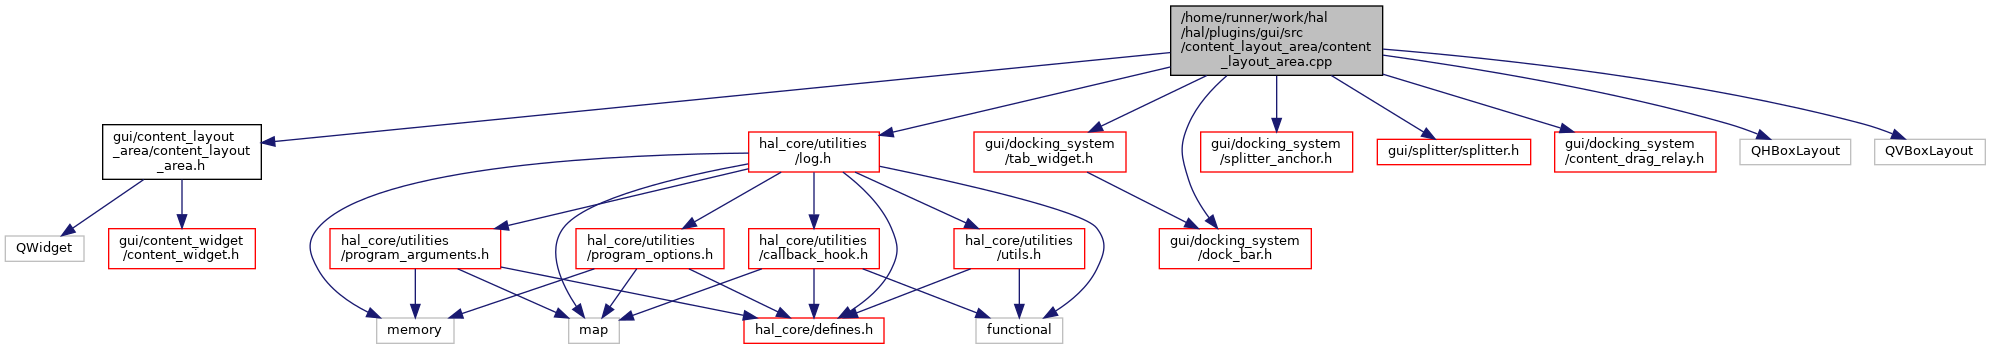 /home/runner/work/hal
/hal/plugins/gui/src
/content_layout_area/content
_layout_area.cpp
gui/content_layout
_area/content_layout
_area.h
hal_core/utilities
/log.h
gui/docking_system
/tab_widget.h
gui/docking_system
/splitter_anchor.h
gui/splitter/splitter.h
gui/docking_system
/content_drag_relay.h
QHBoxLayout
QVBoxLayout
QWidget
gui/content_widget
/content_widget.h
hal_core/utilities
/program_arguments.h
hal_core/utilities
/program_options.h
hal_core/utilities
/callback_hook.h
hal_core/utilities
/utils.h
gui/docking_system
/dock_bar.h
memory
map
hal_core/defines.h
functional